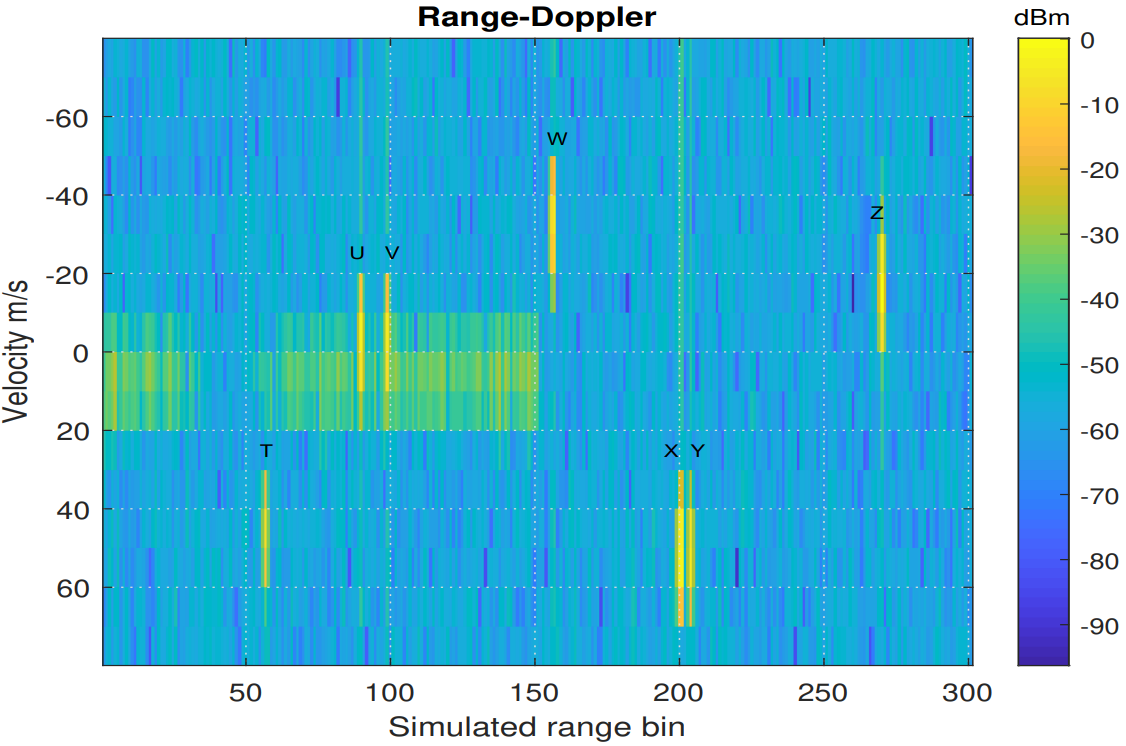 Range-Doppler
dBm
Velocity m/s
-60
-40
-20
0
20
40
60
W
Z
U V
T
X Y
50 100 150 200 250 300
Simulated range bin
0
-10
-20
-30
-40
-50
-60
-70
-80
-90